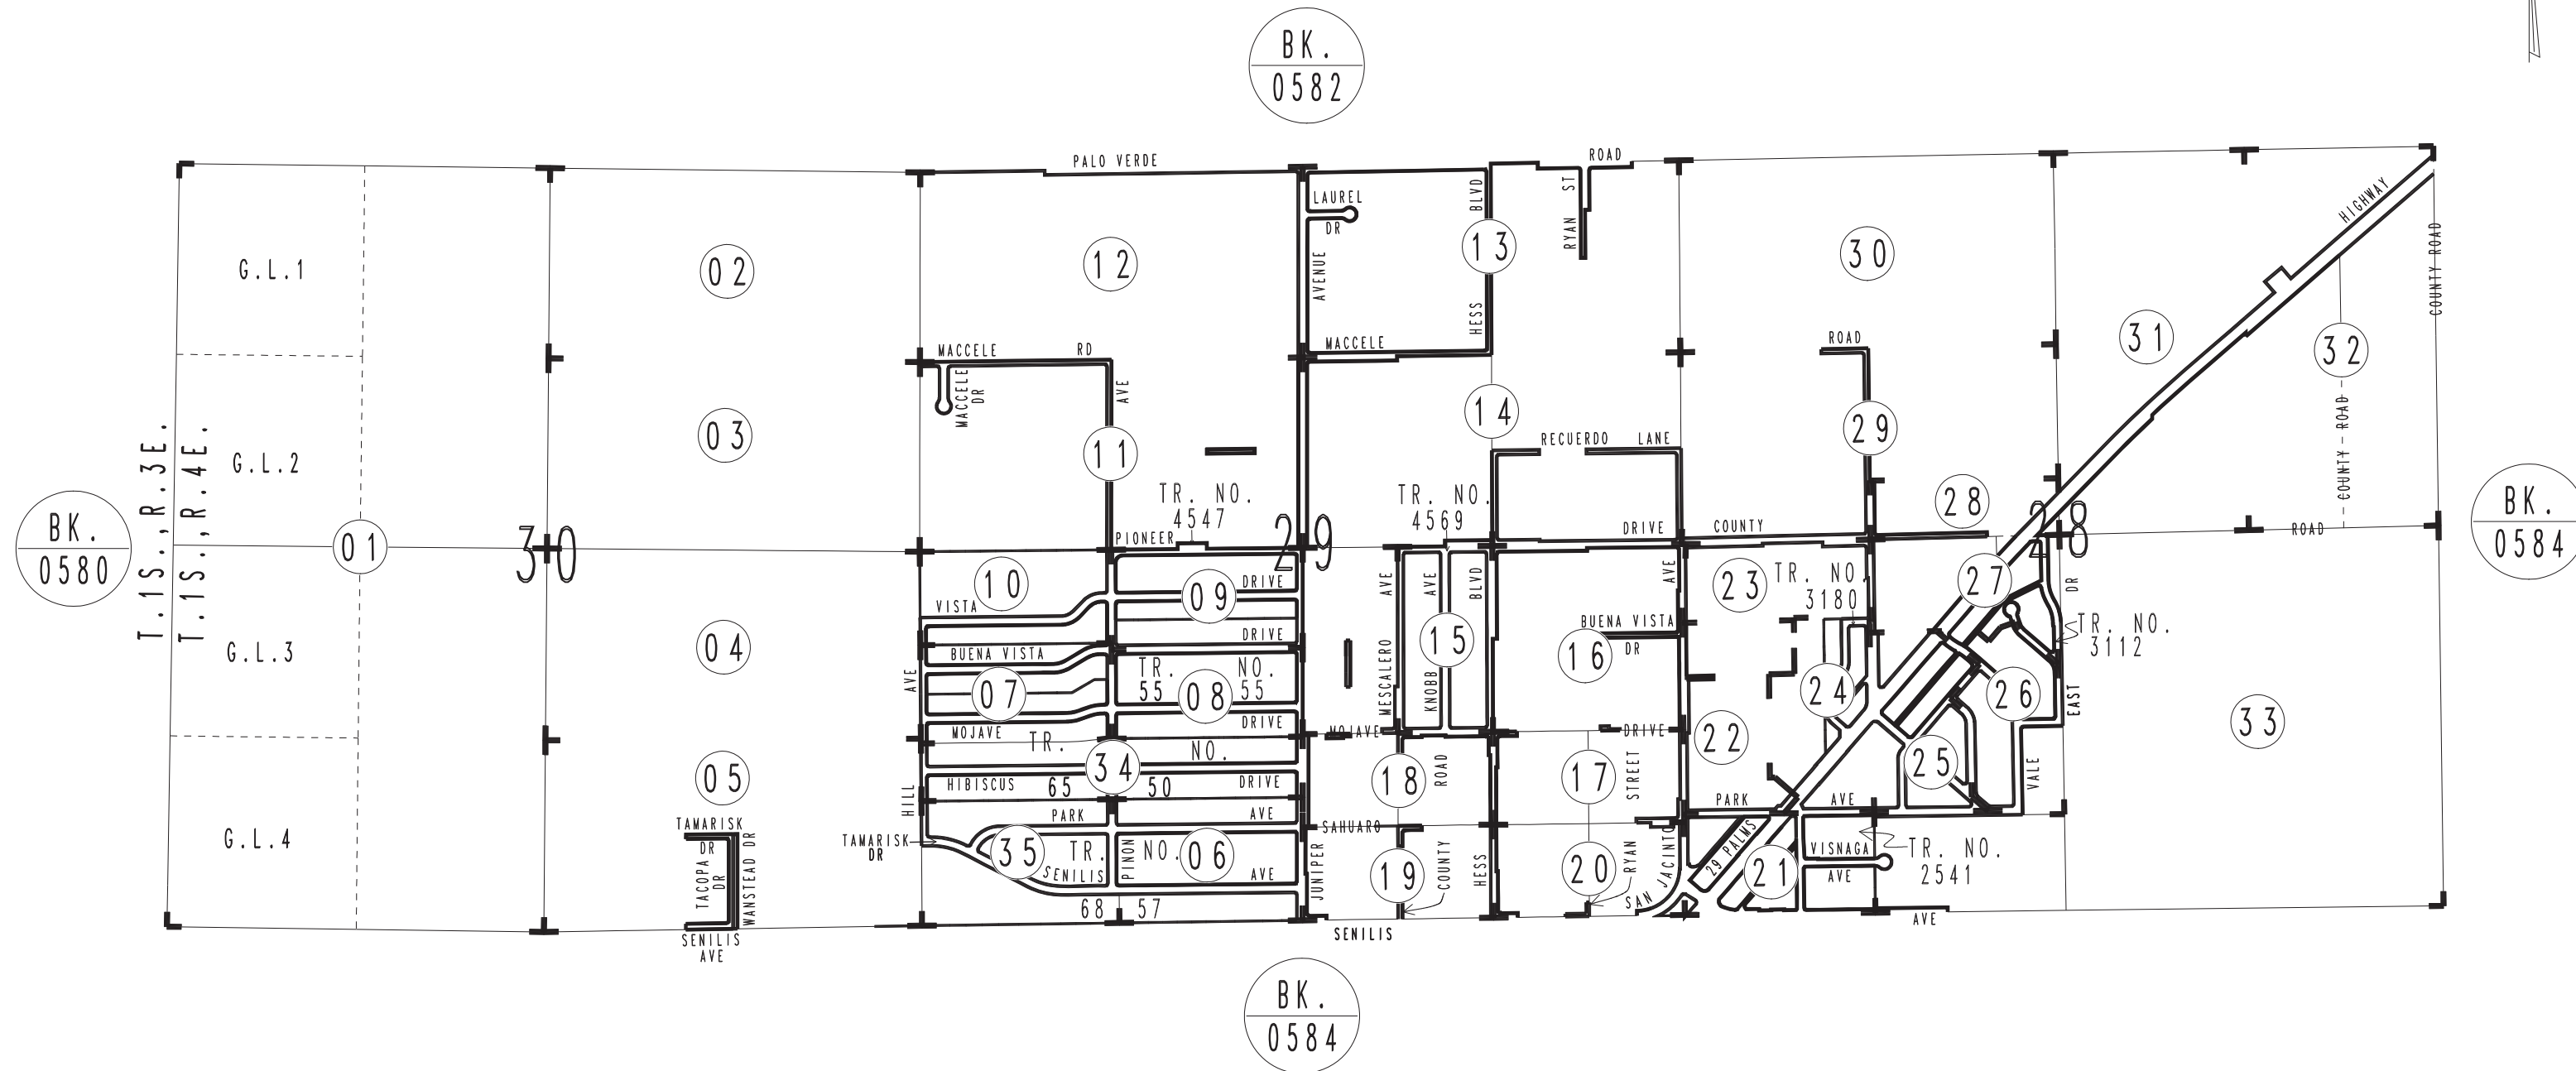 BK.
0582
PALO VERDE
ROAD
LAUREL
DR
AVENUE
BLVD
HESS
13
ST
RYAN
HIGHWAY
COUNTY ROAD
G.L.1
02
12
30
31
32
COUNTY ROAD
MACCELE
RD
MACCELE
DR
AVE
MACCELE
ROAD
G.L.2
03
11
14
29
T.1S.,R.3E.
T.1S.,R.4E.
RECUERDO LANE
TR. NO.
4547
TR. NO.
4569
28
BK.
0580
01
30
PIONEER
29
DRIVE
COUNTY
28
ROAD
BK.
0584
10
09
DRIVE
VISTA
AVE
AVE
BLVD
AVE
23
TR. NO
3180
27
DR
TR. NO.
3112
DRIVE
BUENA VISTA
BUENA VISTA
DR
G.L.3
04
AVE
07
TR. NO.
55 55
08
MESCALERO
KNOBB
15
16
24
26
EAST
33
MOJAVE
TR.
NO.
DRIVE
MOJAVE
DRIVE
22
34
05
HIBISCUS
65
50
DRIVE
18
ROAD
17
STREET
25
VALE
HILL
PARK
AVE
PARK
AVE
G.L.4
TAMARISK
DR
TACOPA
DR
WANSTEAD DR
SENILIS
AVE
TAMARISK
DR
35
TR.
SENILIS
PINON
NO.
06
AVE
68
57
SAHUARO
JUNIPER
19
COUNTY
HESS
20
RYAN
SAN JACINTO
29 PALMS
21
VISNAGA
AVE
TR. NO.
2541
SENILIS
AVE
BK.
0584